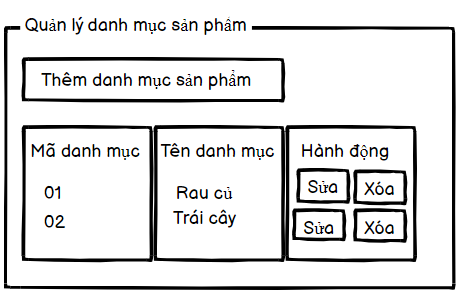 Quản lý danh mục sản phẩm
Thêm danh mục sản phẩm
Mã danh mục Tên danh mục Hành động
01 Rau củ Sửa Xóa
02 Trái cây Sửa Xóa